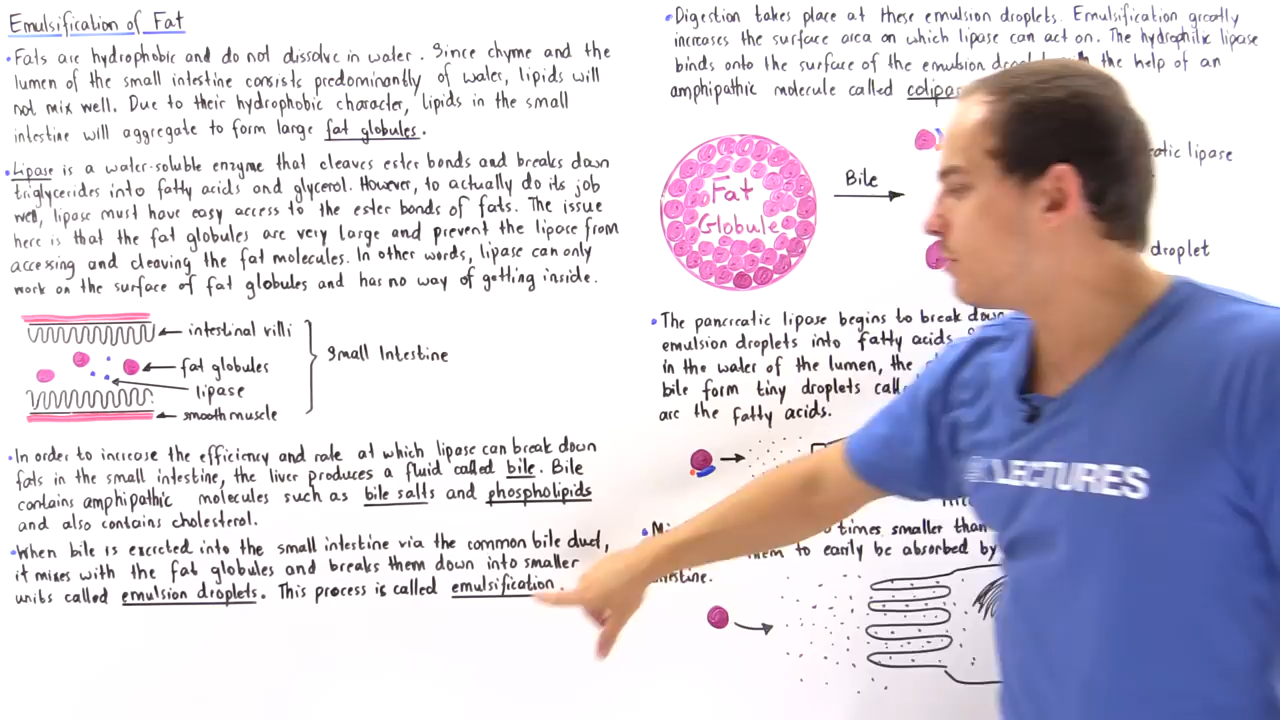 Emulsification of Fat
• Fats are hydrophobic and do not dissolve in water. Since chyme and the
lumen of the small intestine consists predominantly of water, lipids will
not mix well. Due to their hydrophobic character, lipids in the small
intestine will aggregate to form large fat globules.
• Lipase is a water-soluble enzyme that cleaves ester bonds and breaks down
triglycerides into fatty acids and glycerol. However, to actually do its job
well, lipase must have easy access to the ester bonds of fats. The issue
here is that the fat globules are very large and prevent the lipase from
accessing and cleaving the fat molecules. In other words, lipase can only
work on the surface of fat globules and has no way of getting inside.
intestinal villi
fat globules
lipase
smooth muscle
Small Intestine
• In order to increase the efficiency and rate at which lipase can break down
fats in the small intestine, the liver produces a fluid called bile. Bile
contains amphipathic molecules such as bile salts and phospholipids
and also contains cholesterol.
• When bile is excreted into the small intestine via the common bile duct,
it mixes with the fat globules and breaks them down into smaller
units called emulsion droplets. This process is called emulsification.
• Digestion takes place at these emulsion droplets. Emulsification greatly
increases the surface area on which lipase can act on. The hydrophilic lipase
binds onto the surface of the emulsion the help of an
amphipathic molecule called
Fat
Globule
Bile
lipase
droplet
• The pancreatic lipase begins to break down
emulsion droplets into fatty acids.
in the water of the lumen, the
bile form tiny droplets
are the fatty acids.
times smaller than
to easily be absorbed by
LECTURES